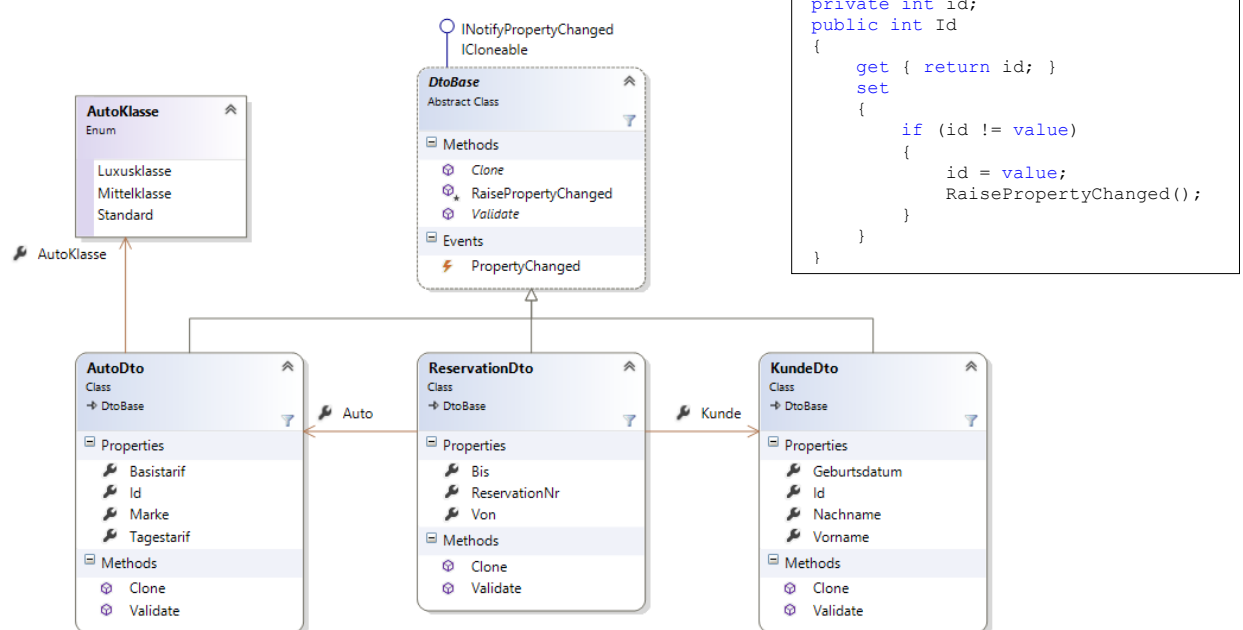 INotifyPropertyChanged
ICloneable
DtoBase
Abstract Class
Methods
Clone
RaisePropertyChanged
Validate
Events
PropertyChanged
AutoKlasse
Enum
Luxusklasse
Mittelklasse
Standard
AutoKlasse
private int id;
public int Id
{
get { return id; }
set
{
if (id != value)
{
id = value;
RaisePropertyChanged();
}
}
}
AutoDto
Class
DtoBase
Properties
Basistarif
Id
Marke
Tagestarif
Methods
Clone
Validate
Auto
ReservationDto
Class
DtoBase
Properties
Bis
ReservationNr
Von
Methods
Clone
Validate
Kunde
KundeDto
Class
DtoBase
Properties
Geburtsdatum
Id
Nachname
Vorname
Methods
Clone
Validate